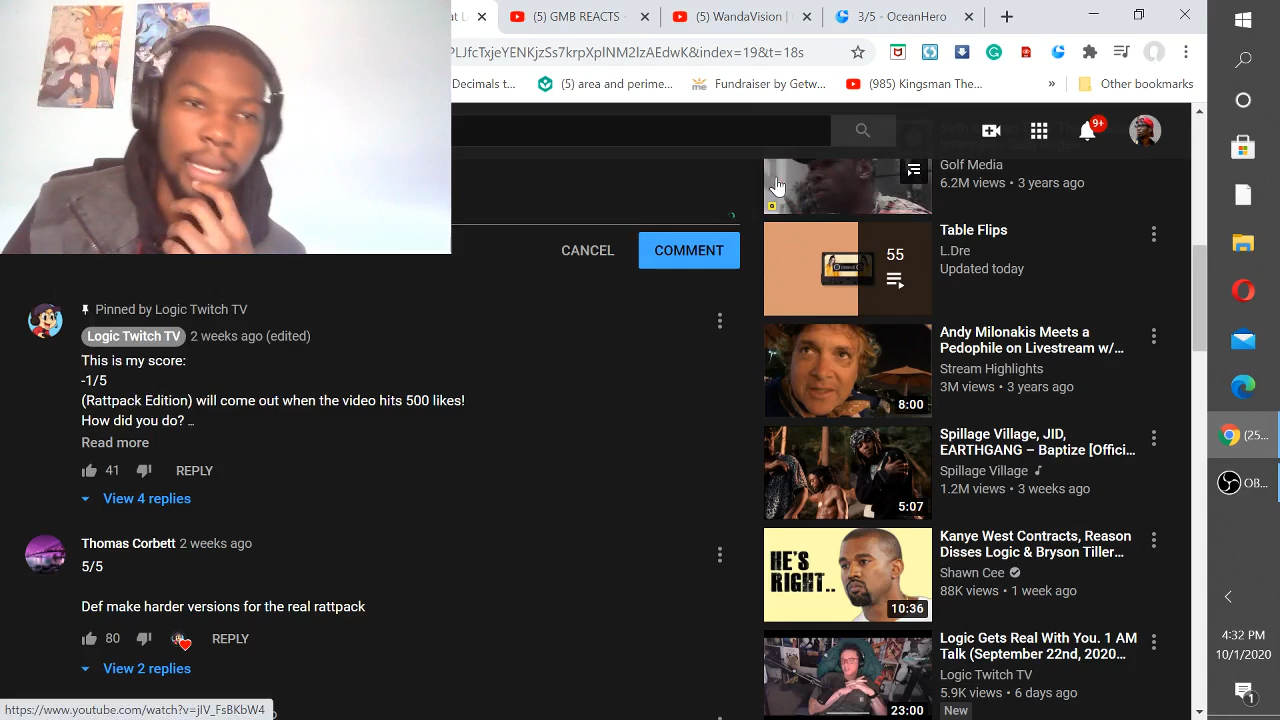 at L
(5) GMB REACTS -
(5) WandaVision |
3/5 - OceanHero
PLJfcTxjeYENKjzSs7krpXplNM2lzAEdwK&index=19&t=18s
Decimals t...
(5) area and perime...
Fundraiser by Getw...
(985) Kingsman The...
»
Other bookmarks
9+
Golf Media
6.2M views • 3 years ago
CANCEL
COMMENT
Table Flips
L.Dre
Updated today
55
Pinned by Logic Twitch TV
Logic Twitch TV 2 weeks ago (edited)
This is my score:
-1/5
(Rattpack Edition) will come out when the video hits 500 likes!
How did you do? ...
Read more
41 REPLY
View 4 replies
Andy Milonakis Meets a
Pedophile on Livestream w/...
Stream Highlights
3M views • 3 years ago
8:00
Spillage Village, JID,
EARTHGANG – Baptize [Offici...
Spillage Village
1.2M views • 3 weeks ago
5:07
Thomas Corbett 2 weeks ago
5/5
Def make harder versions for the real rattpack
80 REPLY
View 2 replies
HE'S
RIGHT..
10:36
Kanye West Contracts, Reason
Disses Logic & Bryson Tiller...
Shawn Cee
88K views • 1 week ago
Logic Gets Real With You. 1 AM
Talk (September 22nd, 2020...
Logic Twitch TV
5.9K views • 6 days ago
New
23:00
(25...
OB...
4:32 PM
10/1/2020
1